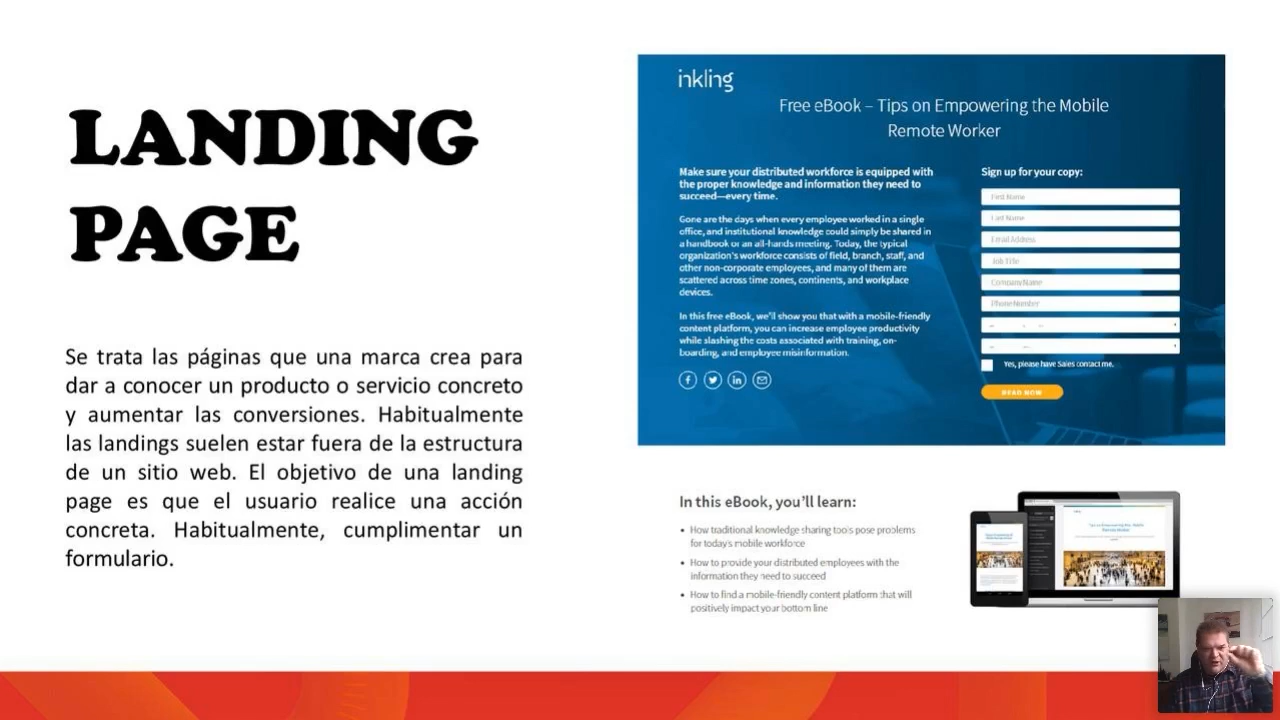 LANDING
PAGE
Se trata las páginas que una marca crea para
dar a conocer un producto o servicio concreto
y aumentar las conversiones. Habitualmente
las landings suelen estar fuera de la estructura
de un sitio web. El objetivo de una landing
page es que el usuario realice una acción
concreta. Habitualmente, cumplimentar un
formulario.
inkling
Free eBook – Tips on Empowering the Mobile
Remote Worker
Make sure your distributed workforce is equipped with
the proper knowledge and information they need to
succeed—every time.
Gone are the days when every employee worked in a single
office, and institutional knowledge could simply be shared in
a handbook or an all-hands meeting. Today, the typical
organization's workforce consists of field, branch, staff, and
other non-corporate employees, and many of them are
scattered across time zones, continents, and workplace
devices.
In this free eBook, we'll show you that with a mobile-friendly
content platform, you can increase employee productivity
while slashing the costs associated with training, on-
boarding, and employee misinformation.
Sign up for your copy:
First Name
Last Name
Email Address
Job Title
Company Name
Phone Number
Yes, please have Sales contact me.
READ NOW
In this eBook, you'll learn:
• How traditional knowledge sharing tools pose problems
for today's mobile workforce
• How to provide your distributed employees with the
information they need to succeed
• How to find a mobile-friendly content platform that will
positively impact your bottom line